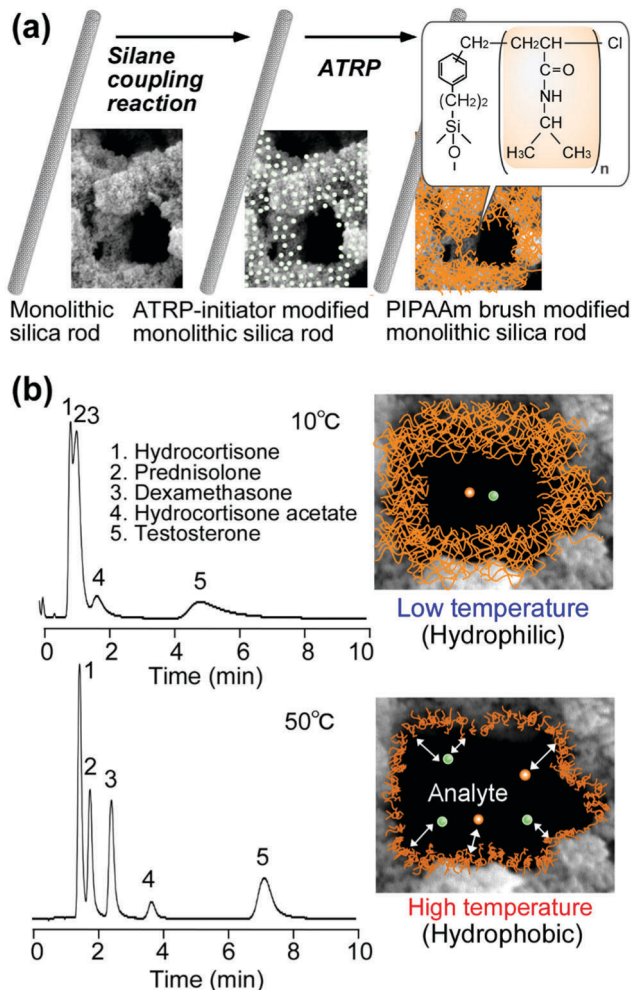 (a)
Silane
coupling
reaction
ATRP
CH2
CH2CH
Cl
C=O
NH
CH
H3C
CH3
n
(CH2)2
Si
O
Monolithic
silica rod
ATRP-initiator modified
monolithic silica rod
PIPAAm brush modified
monolithic silica rod
(b)
1
23
10°C
1. Hydrocortisone
2. Prednisolone
3. Dexamethasone
4. Hydrocortisone acetate
5. Testosterone
4
5
0 2 4 6 8 10
Time (min)
Low temperature
(Hydrophilic)
1
50°C
2
3
4
5
0 2 4 6 8 10
Time (min)
Analyte
High temperature
(Hydrophobic)